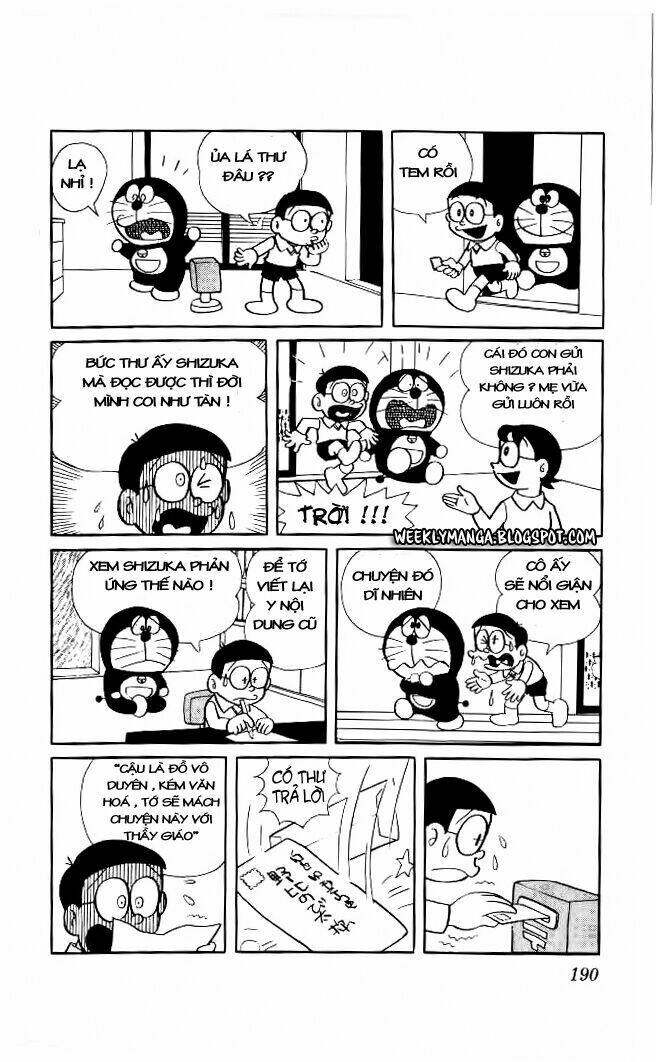 CÓ
TEM RỒI
ỦA LÁ THƯ
ĐÂU ??
LẠ
NHỈ !
CÁI ĐÓ CON GỬI
SHIZUKA PHẢI
KHÔNG ? MẸ VỪA
GỬI LUÔN RỒI
TRỜI !!!
WEEKLYMANGA.BLOGSPOT.COM
BỨC THƯ ẤY SHIZUKA
MÀ ĐỌC ĐƯỢC THÌ ĐỜI
MÌNH COI NHƯ TÀN !
CÔ ẤY
SẼ NỔI GIẬN
CHO XEM
CHUYỆN ĐÓ
DĨ NHIÊN
ĐỂ TỚ
VIẾT LẠI
Y NỘI
DUNG CŨ
XEM SHIZUKA PHẢN
ỨNG THẾ NÀO !
CÓ THƯ
TRẢ LỜI
"CẬU LÀ ĐỒ VÔ
DUYÊN , KÉM VĂN
HOÁ , TỚ SẼ MÁCH
CHUYỆN NÀY VỚI
THẦY GIÁO"
190